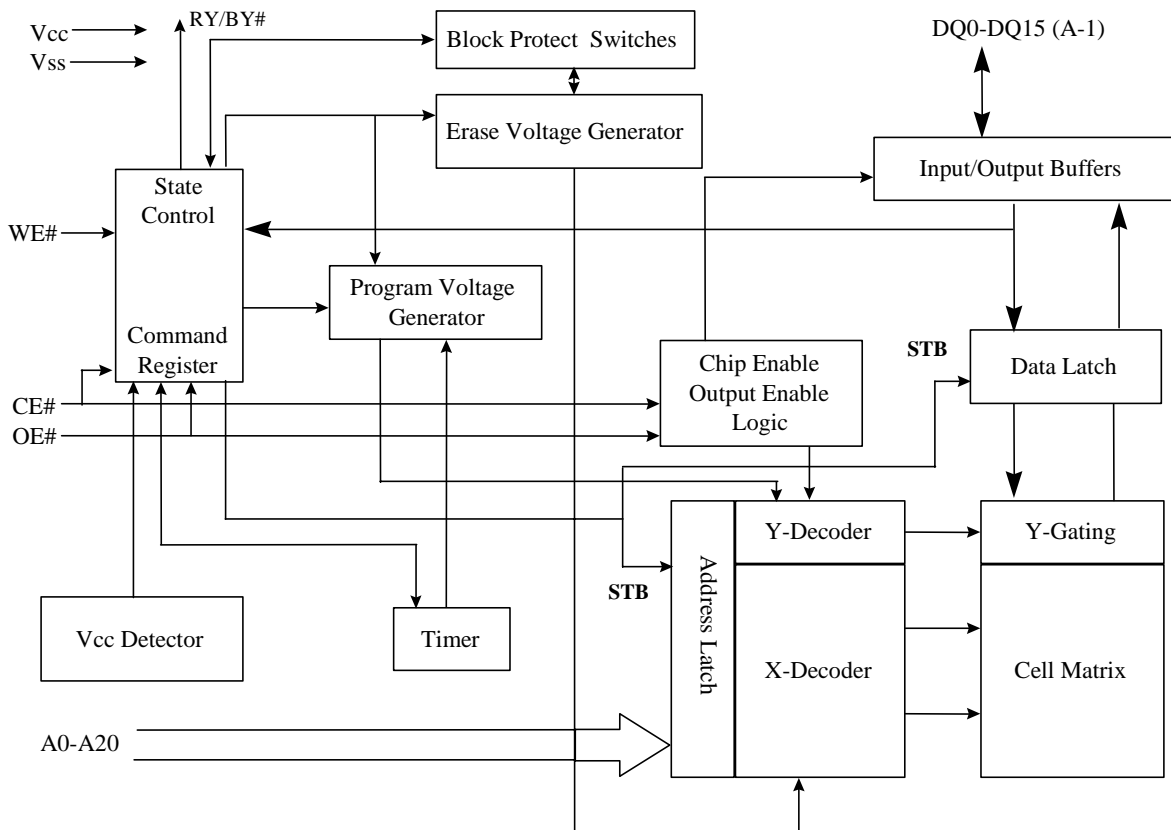 Vcc
Vss
RY/BY#
Block Protect Switches
DQ0-DQ15 (A-1)
Erase Voltage Generator
Input/Output Buffers
State
Control
WE#
Program Voltage
Generator
Command
Register
STB
Chip Enable
Output Enable
Logic
Data Latch
CE#
OE#
Y-Decoder
Y-Gating
Address Latch
STB
Vcc Detector
Timer
X-Decoder
Cell Matrix
A0-A20